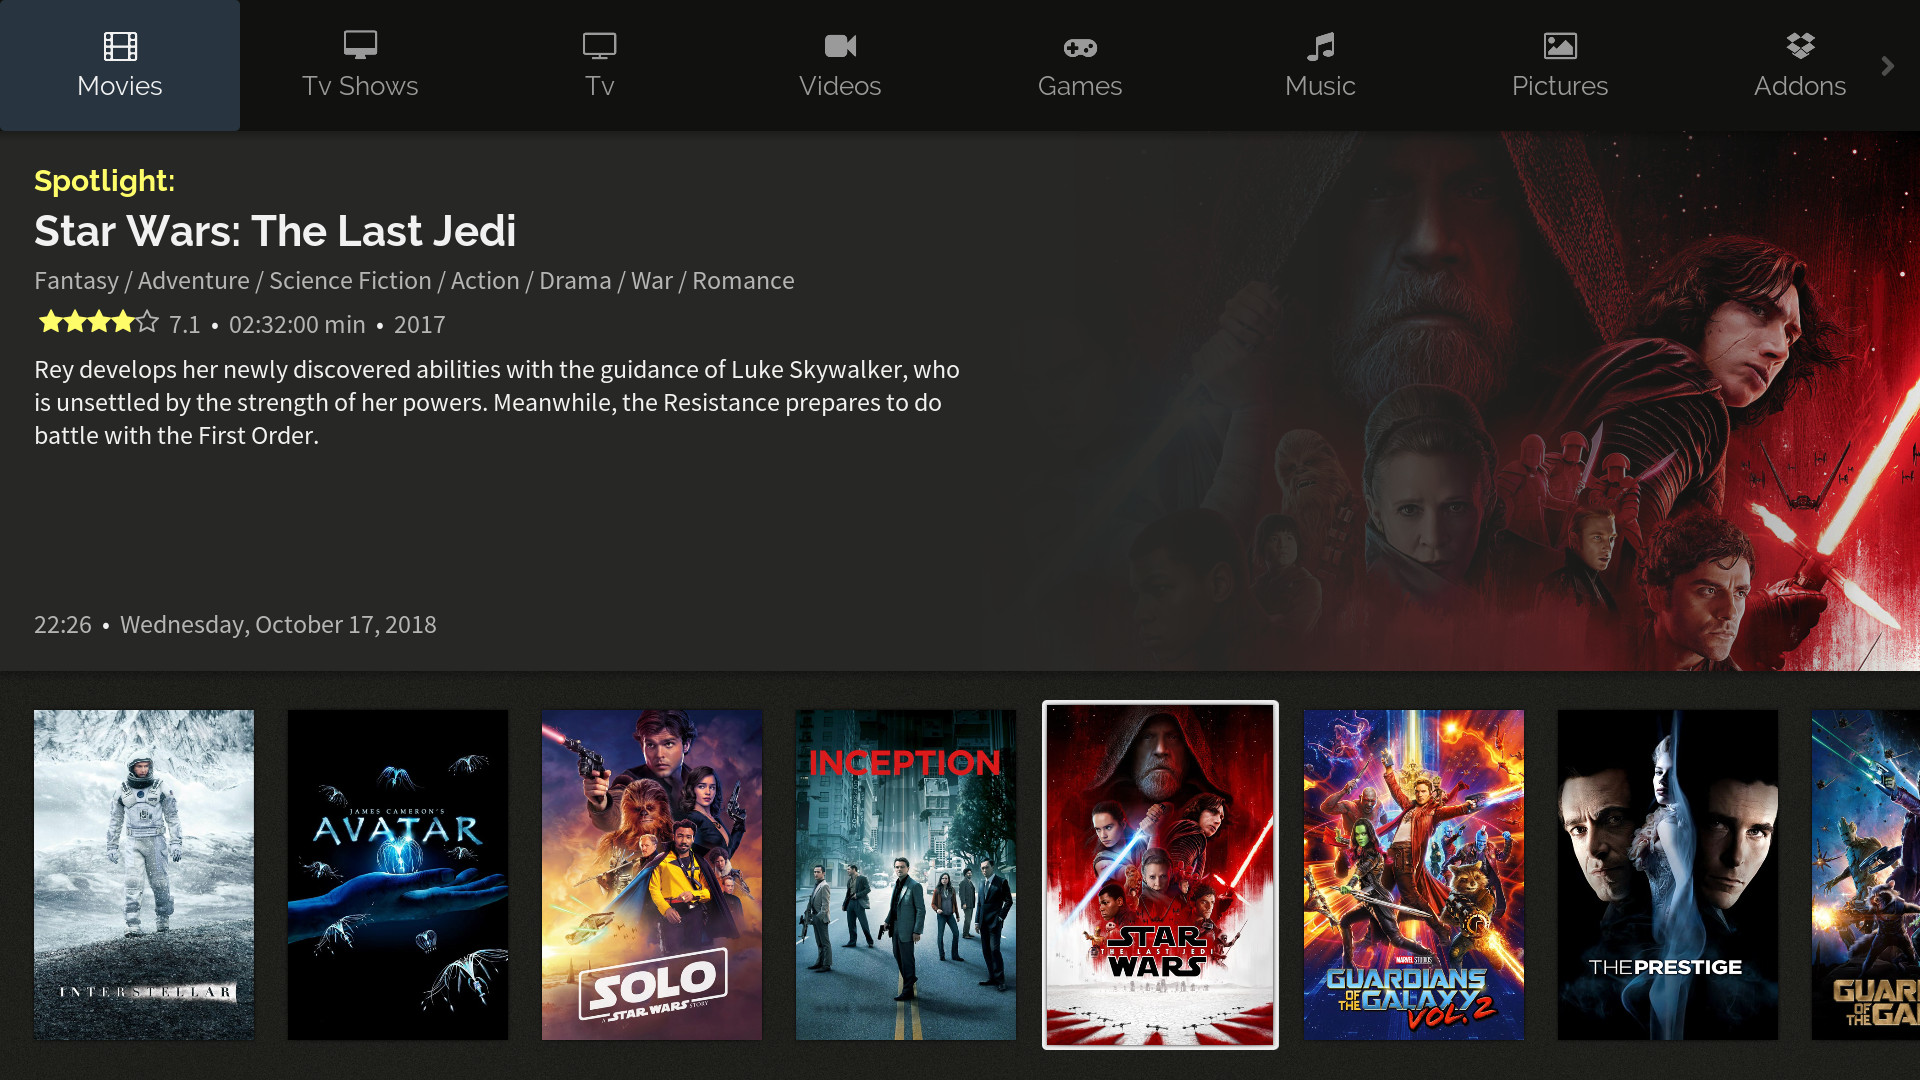 Movies
Tv Shows
Tv
Videos
Games
Music
Pictures
Addons
Spotlight:
Star Wars: The Last Jedi
Fantasy / Adventure / Science Fiction / Action / Drama / War / Romance
7.1 • 02:32:00 min • 2017
Rey develops her newly discovered abilities with the guidance of Luke Skywalker, who
is unsettled by the strength of her powers. Meanwhile, the Resistance prepares to do
battle with the First Order.
22:26 • Wednesday, October 17, 2018
INTERSTELLAR
JAMES CAMERON'S
AVATAR
SOLO
A STAR WARS STORY
INCEPTION
STAR
THE LAST JEDI
WARS
MARVEL STUDIOS
GUARDIANS
OF THE GALAXY
VOL. 2
THE PRESTIGE
GUAR
OF THE GA